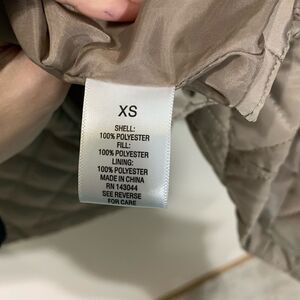 XS
SHELL:
100% POLYESTER
FILL:
100% POLYESTER
LINING:
100% POLYESTER
MADE IN CHINA
RN 143044
SEE REVERSE
FOR CARE